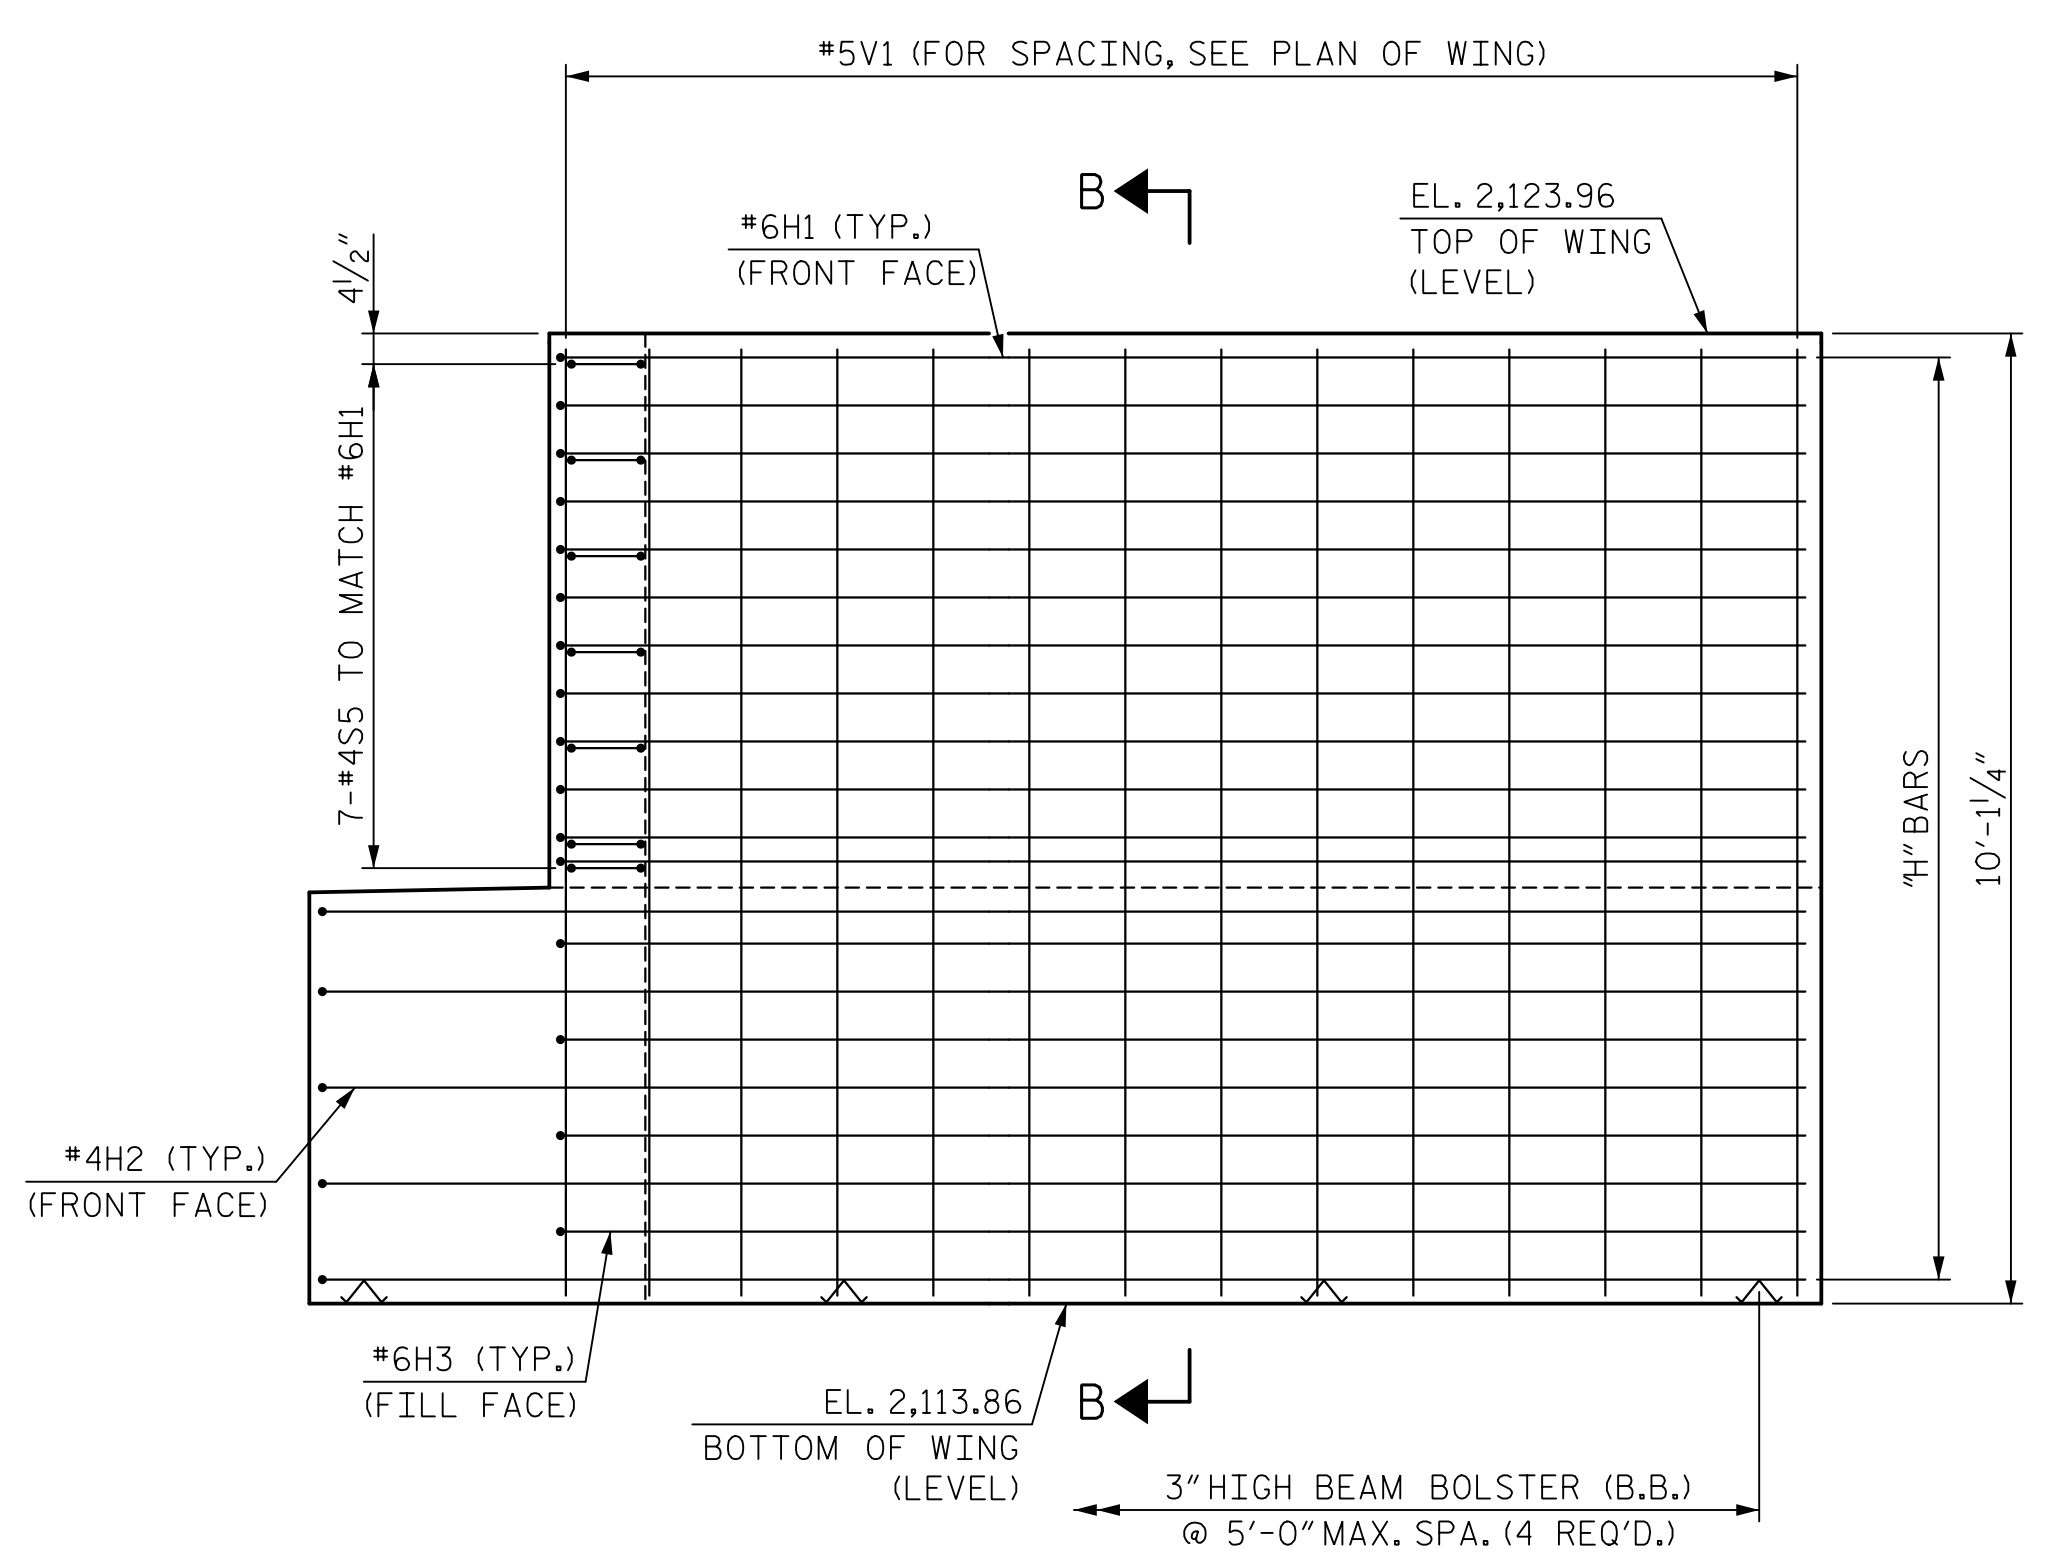 #5V1 (FOR SPACING, SEE PLAN OF WING)
B
EL. 2,123.96
TOP OF WING
(LEVEL)
#6H1 (TYP.)
(FRONT FACE)
4 1/2"
7-#4S5 TO MATCH #6H1
"H" BARS
10'-1 1/4"
#4H2 (TYP.)
(FRONT FACE)
#6H3 (TYP.)
(FILL FACE)
EL. 2,113.86
BOTTOM OF WING
(LEVEL)
B
3" HIGH BEAM BOLSTER (B.B.)
@ 5'-0" MAX. SPA. (4 REQ'D.)